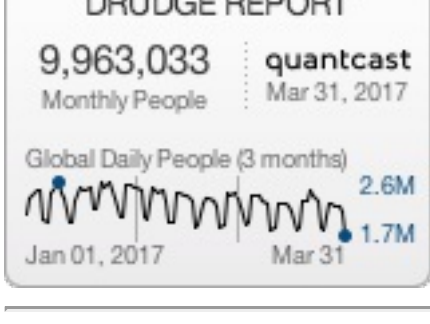 DRUDGE REPORT
9,963,033
Monthly People
quantcast
Mar 31, 2017
Global Daily People (3 months)
2.6M
1.7M
Jan 01, 2017
Mar 31